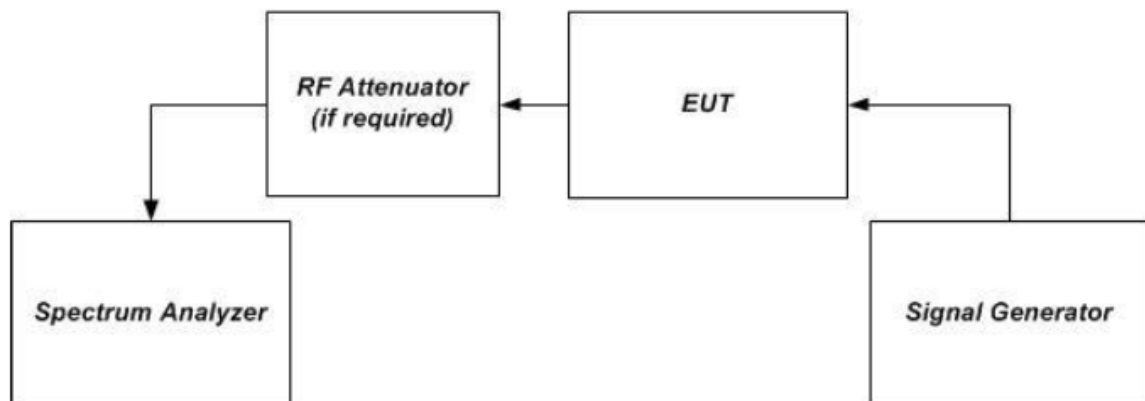 RF Attenuator
(if required)
EUT
Spectrum Analyzer
Signal Generator